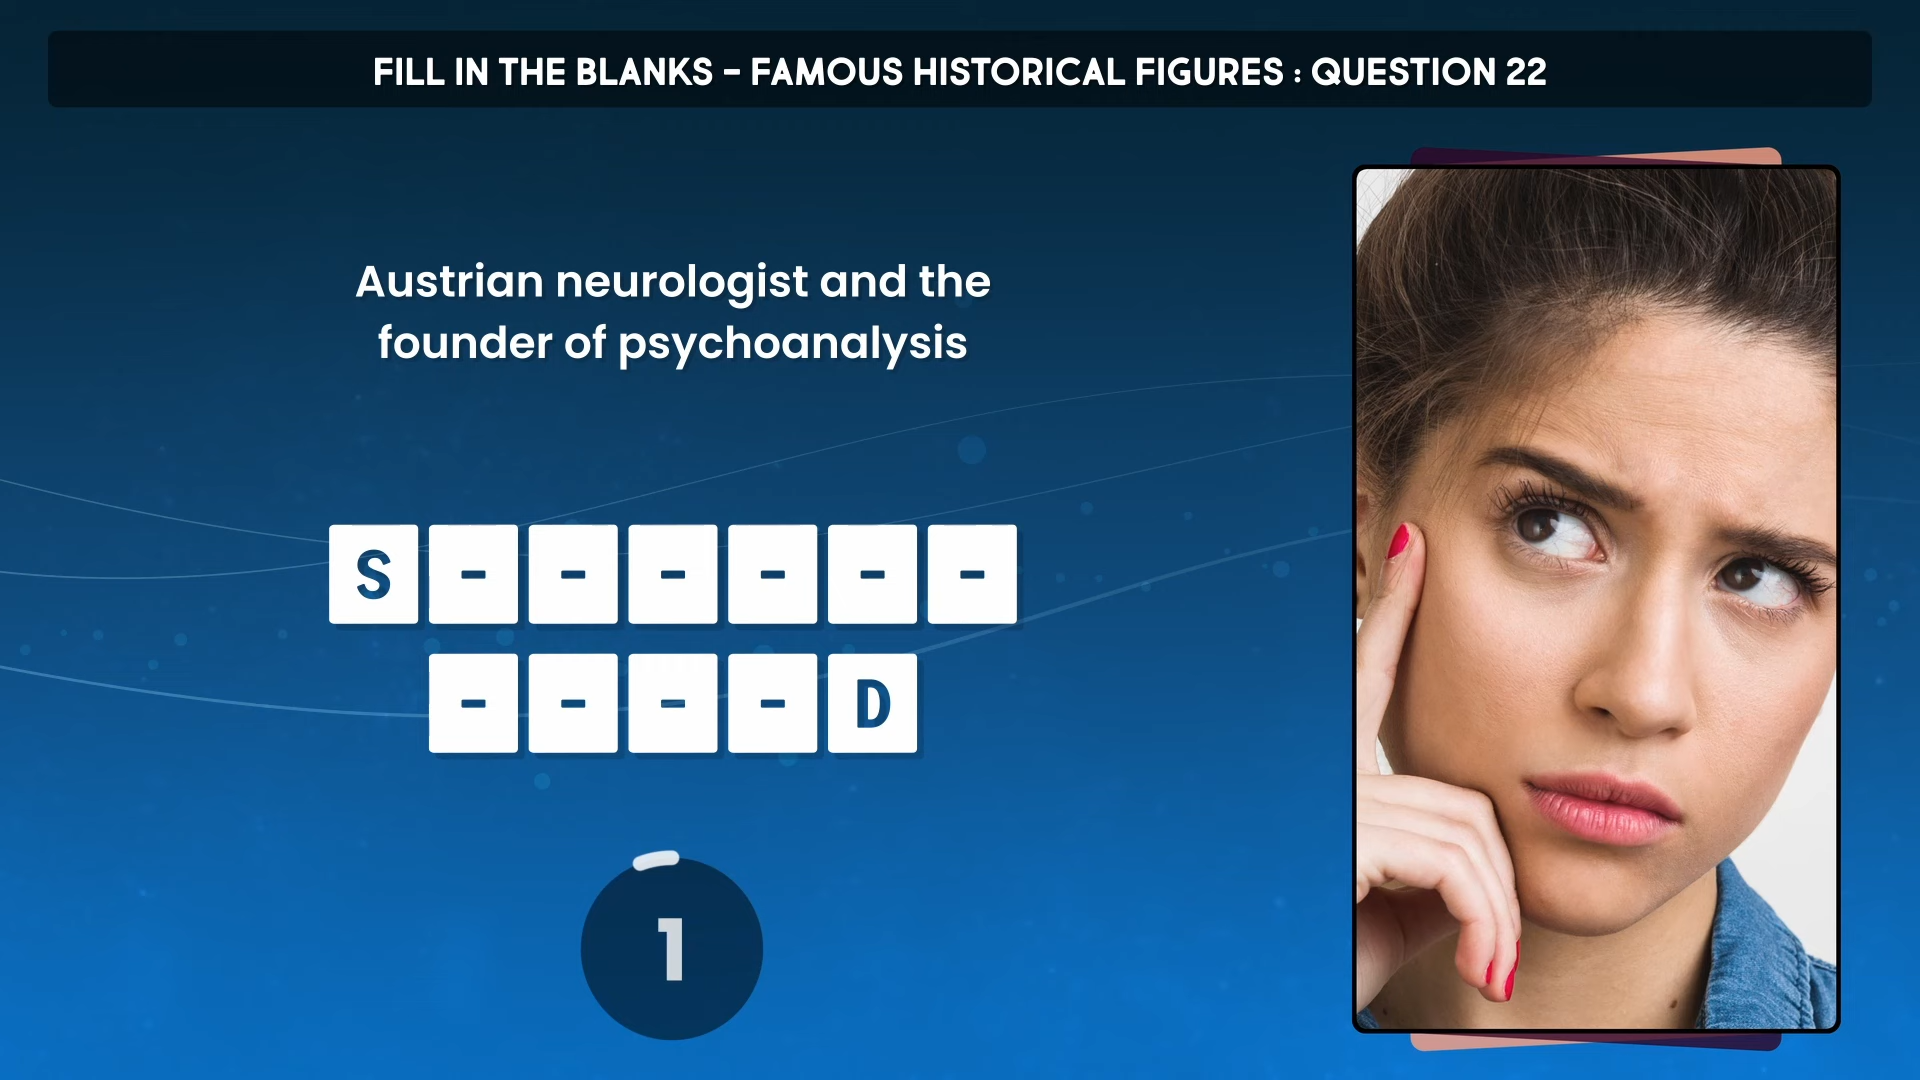 FILL IN THE BLANKS - FAMOUS HISTORICAL FIGURES : QUESTION 22
Austrian neurologist and the
founder of psychoanalysis
S - - - - - -
- - - - D
1